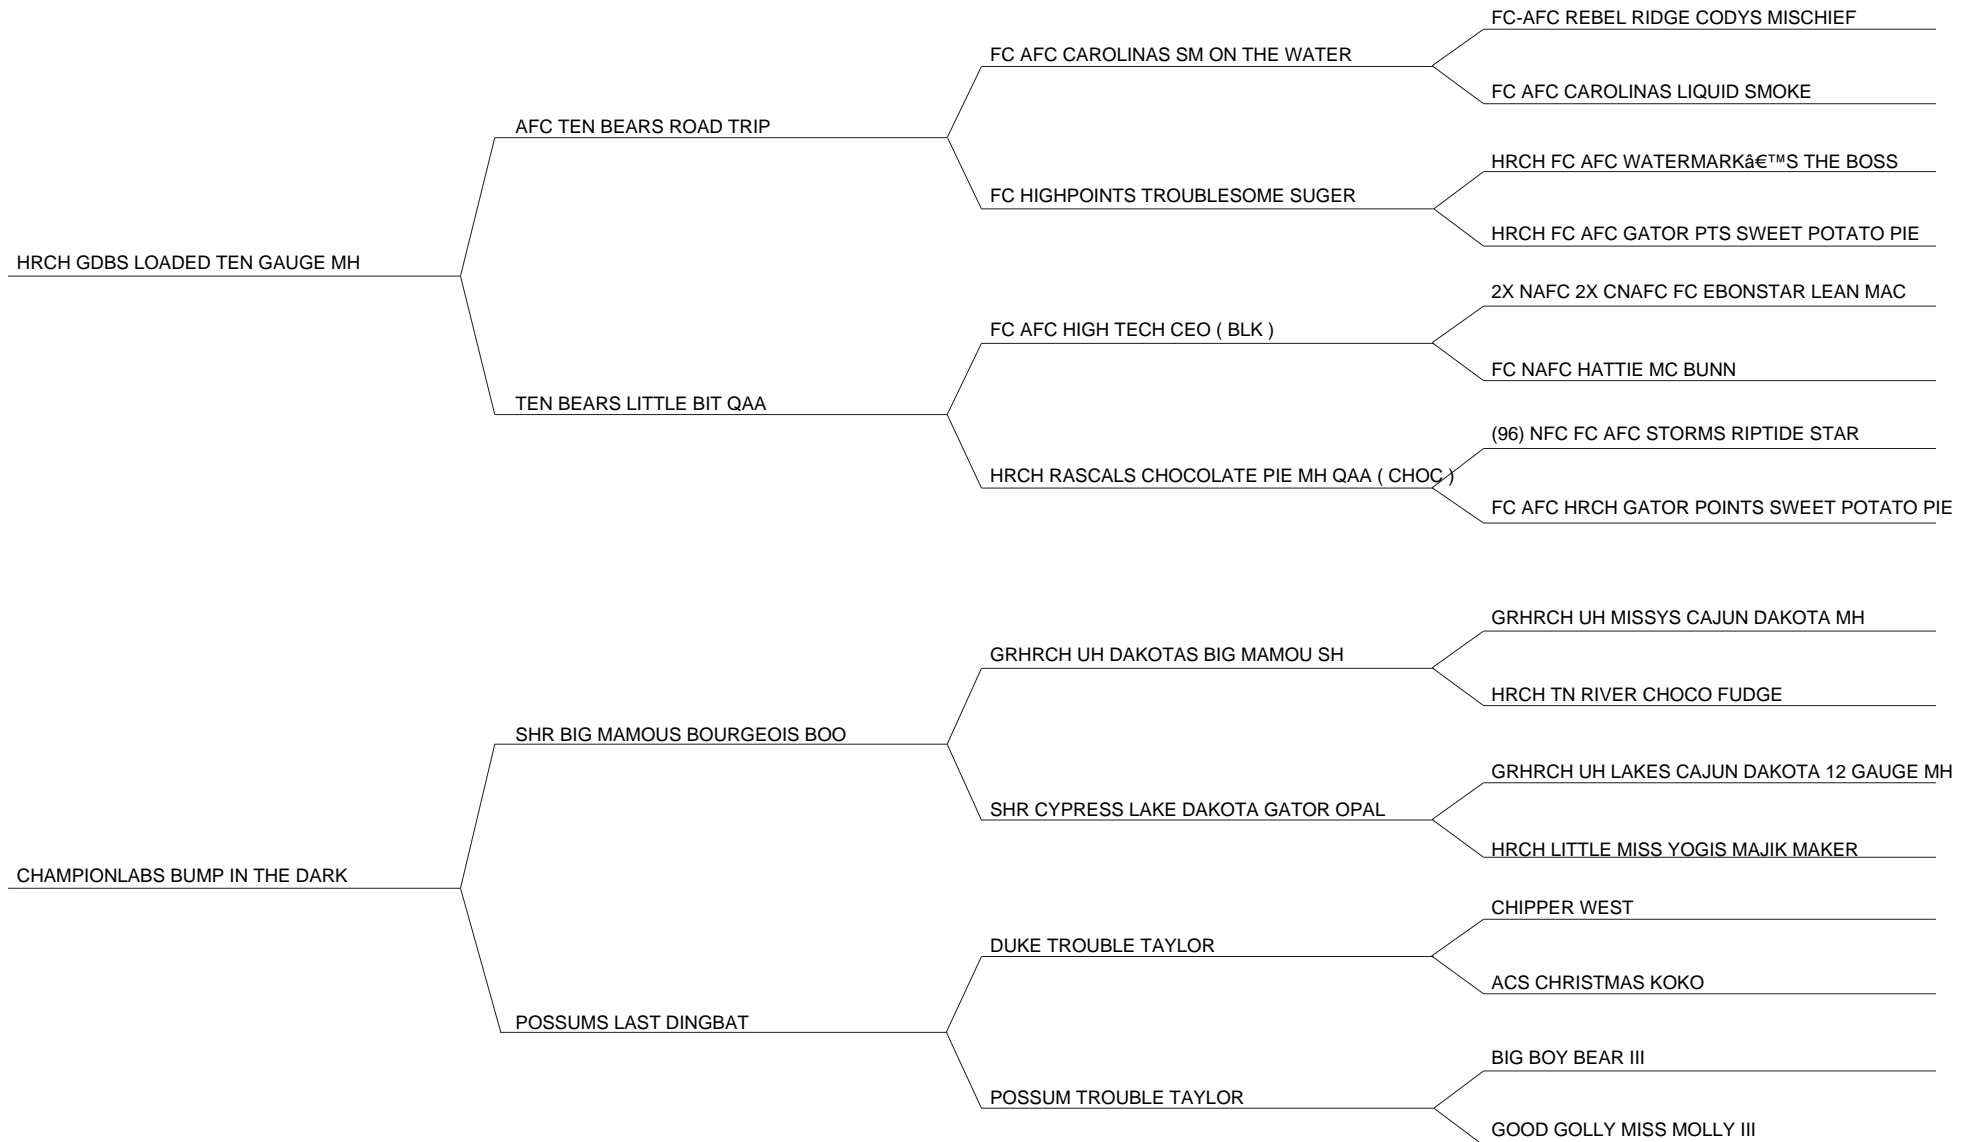 FC-AFC REBEL RIDGE CODYS MISCHIEF
FC AFC CAROLINAS SM ON THE WATER
FC AFC CAROLINAS LIQUID SMOKE
AFC TEN BEARS ROAD TRIP
HRCH FC AFC WATERMARKâ€™S THE BOSS
FC HIGHPOINTS TROUBLESOME SUGER
HRCH FC AFC GATOR PTS SWEET POTATO PIE
HRCH GDBS LOADED TEN GAUGE MH
2X NAFC 2X CNAFC FC EBONSTAR LEAN MAC
FC AFC HIGH TECH CEO ( BLK )
FC NAFC HATTIE MC BUNN
TEN BEARS LITTLE BIT QAA
(96) NFC FC AFC STORMS RIPTIDE STAR
HRCH RASCALS CHOCOLATE PIE MH QAA ( CHOC )
FC AFC HRCH GATOR POINTS SWEET POTATO PIE
GRHRCH UH MISSYS CAJUN DAKOTA MH
GRHRCH UH DAKOTAS BIG MAMOU SH
HRCH TN RIVER CHOCO FUDGE
SHR BIG MAMOUS BOURGEOIS BOO
GRHRCH UH LAKES CAJUN DAKOTA 12 GAUGE MH
SHR CYPRESS LAKE DAKOTA GATOR OPAL
HRCH LITTLE MISS YOGIS MAJIK MAKER
CHAMPIONLABS BUMP IN THE DARK
CHIPPER WEST
DUKE TROUBLE TAYLOR
ACS CHRISTMAS KOKO
POSSUMS LAST DINGBAT
BIG BOY BEAR III
POSSUM TROUBLE TAYLOR
GOOD GOLLY MISS MOLLY III